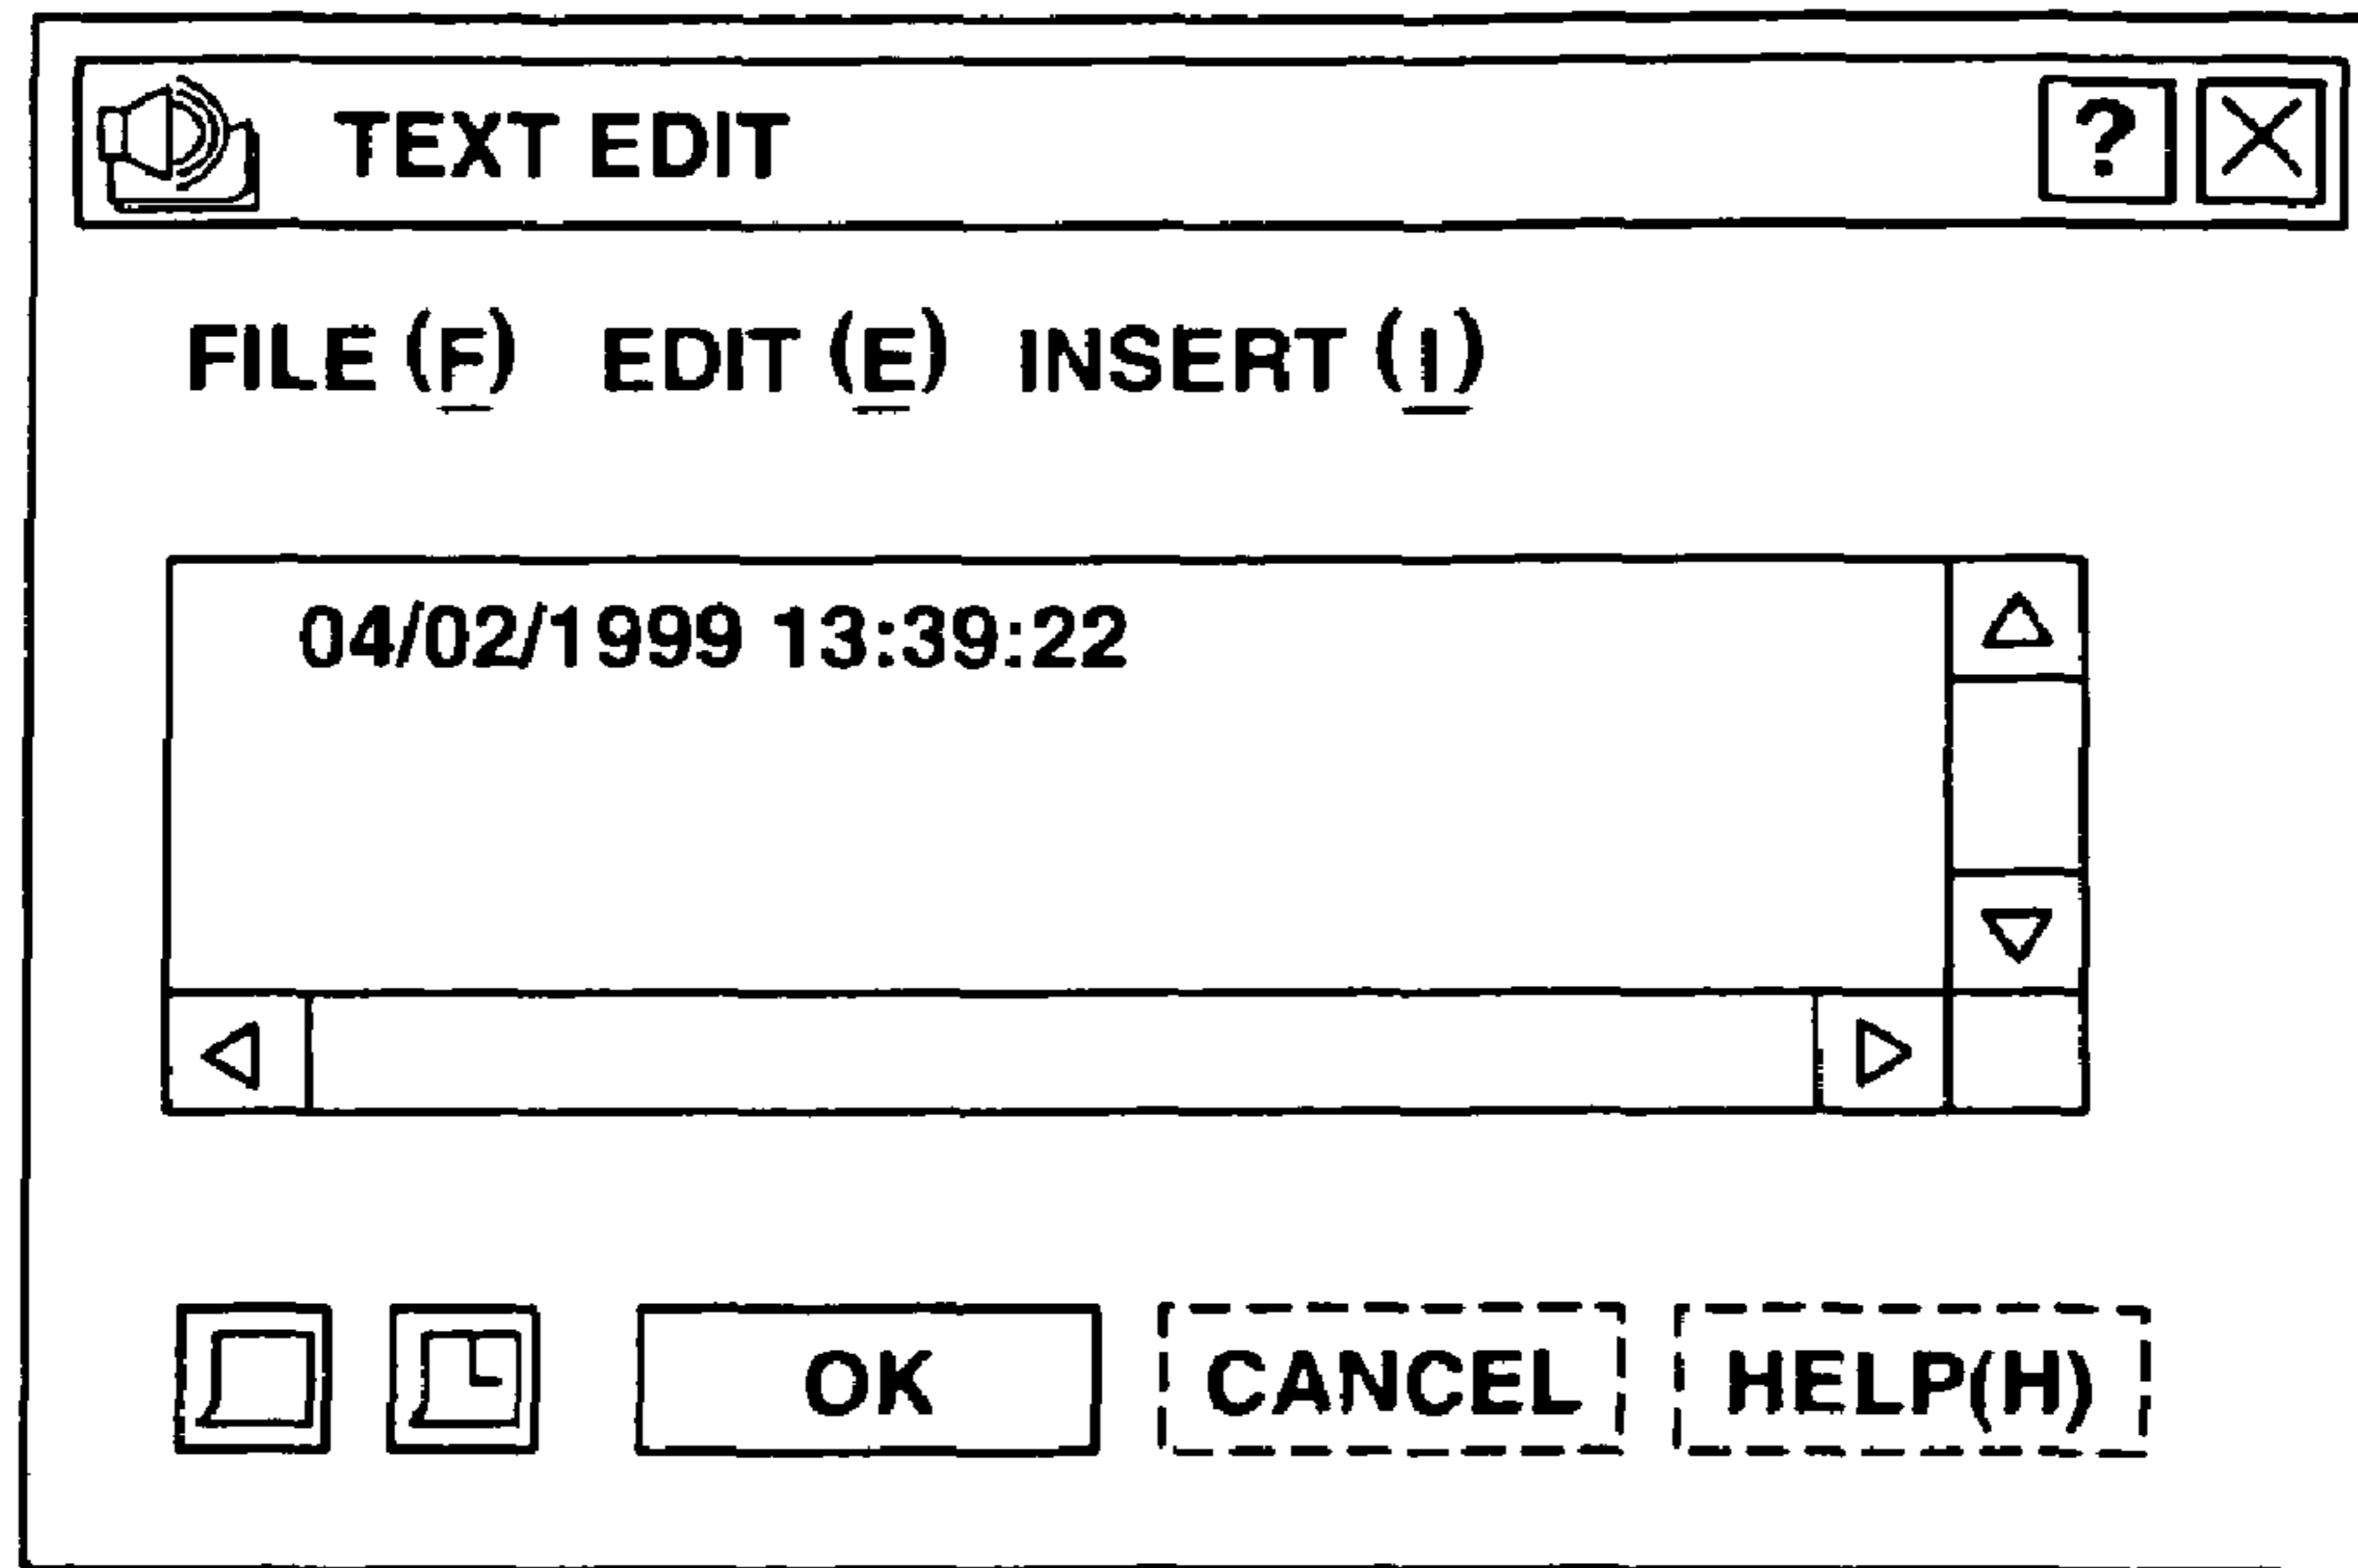 TEXT EDIT ?
FILE (F) EDIT (E) INSERT (I)
04/02/1999 13:39:22
OK CANCEL HELP(H)